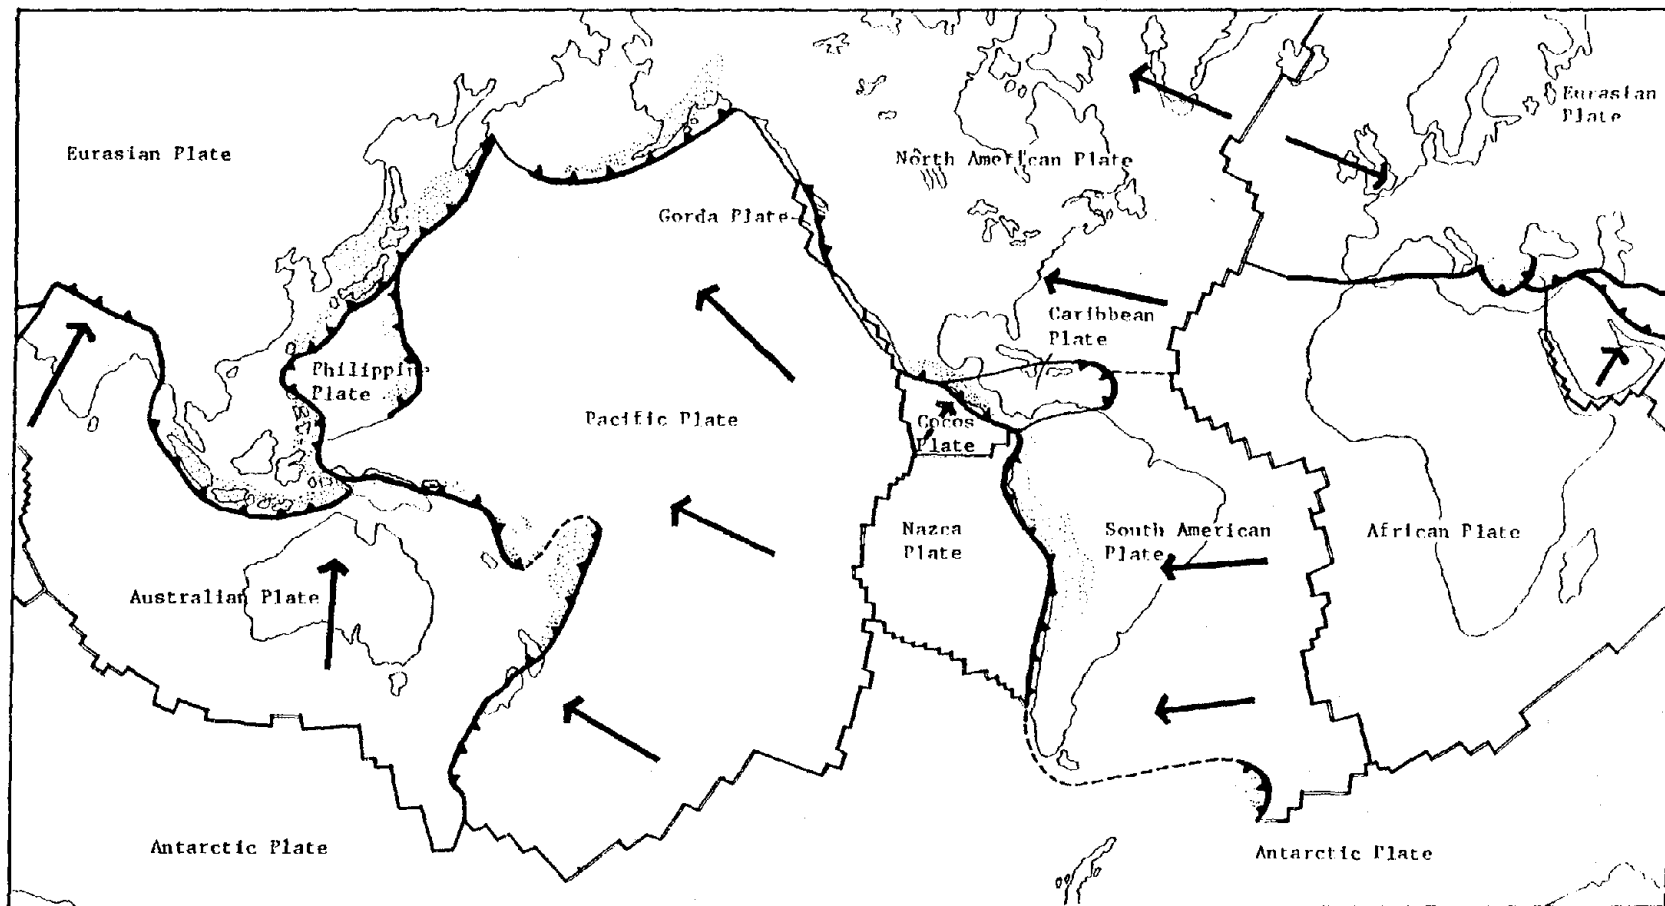 Eurasian Plate
North American Plate
Eurasian
Plate
Gorda Plate
Caribbean
Plate
Philippine
Plate
Pacific Plate
Cocos
Plate
Nazca
Plate
South American
Plate
African Plate
Australian Plate
Antarctic Plate
Antarctic Plate